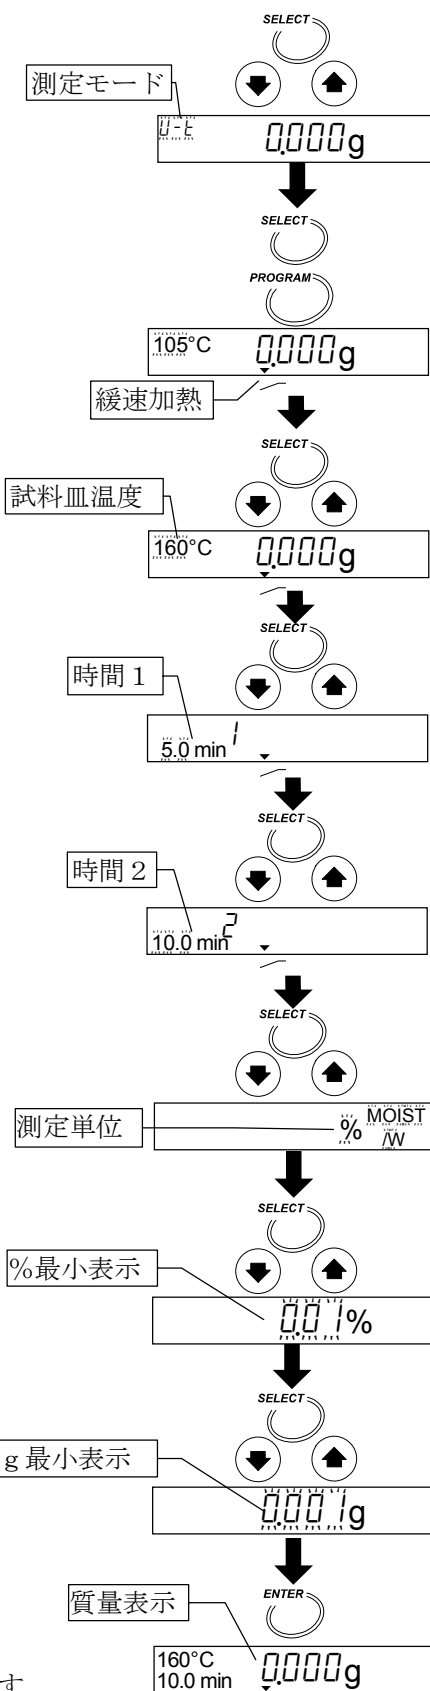 SELECT
測定モード
U-t 0.000g
SELECT
PROGRAM
105°C 0.000g
緩速加熱
SELECT
試料皿温度
160°C 0.000g
SELECT
時間１
5.0 min 1
SELECT
時間２
10.0 min 2
SELECT
測定単位
% MOIST
/W
SELECT
%最小表示
0.01%
SELECT
g最小表示
0.001g
ENTER
質量表示
160°C
10.0 min 0.000g
す